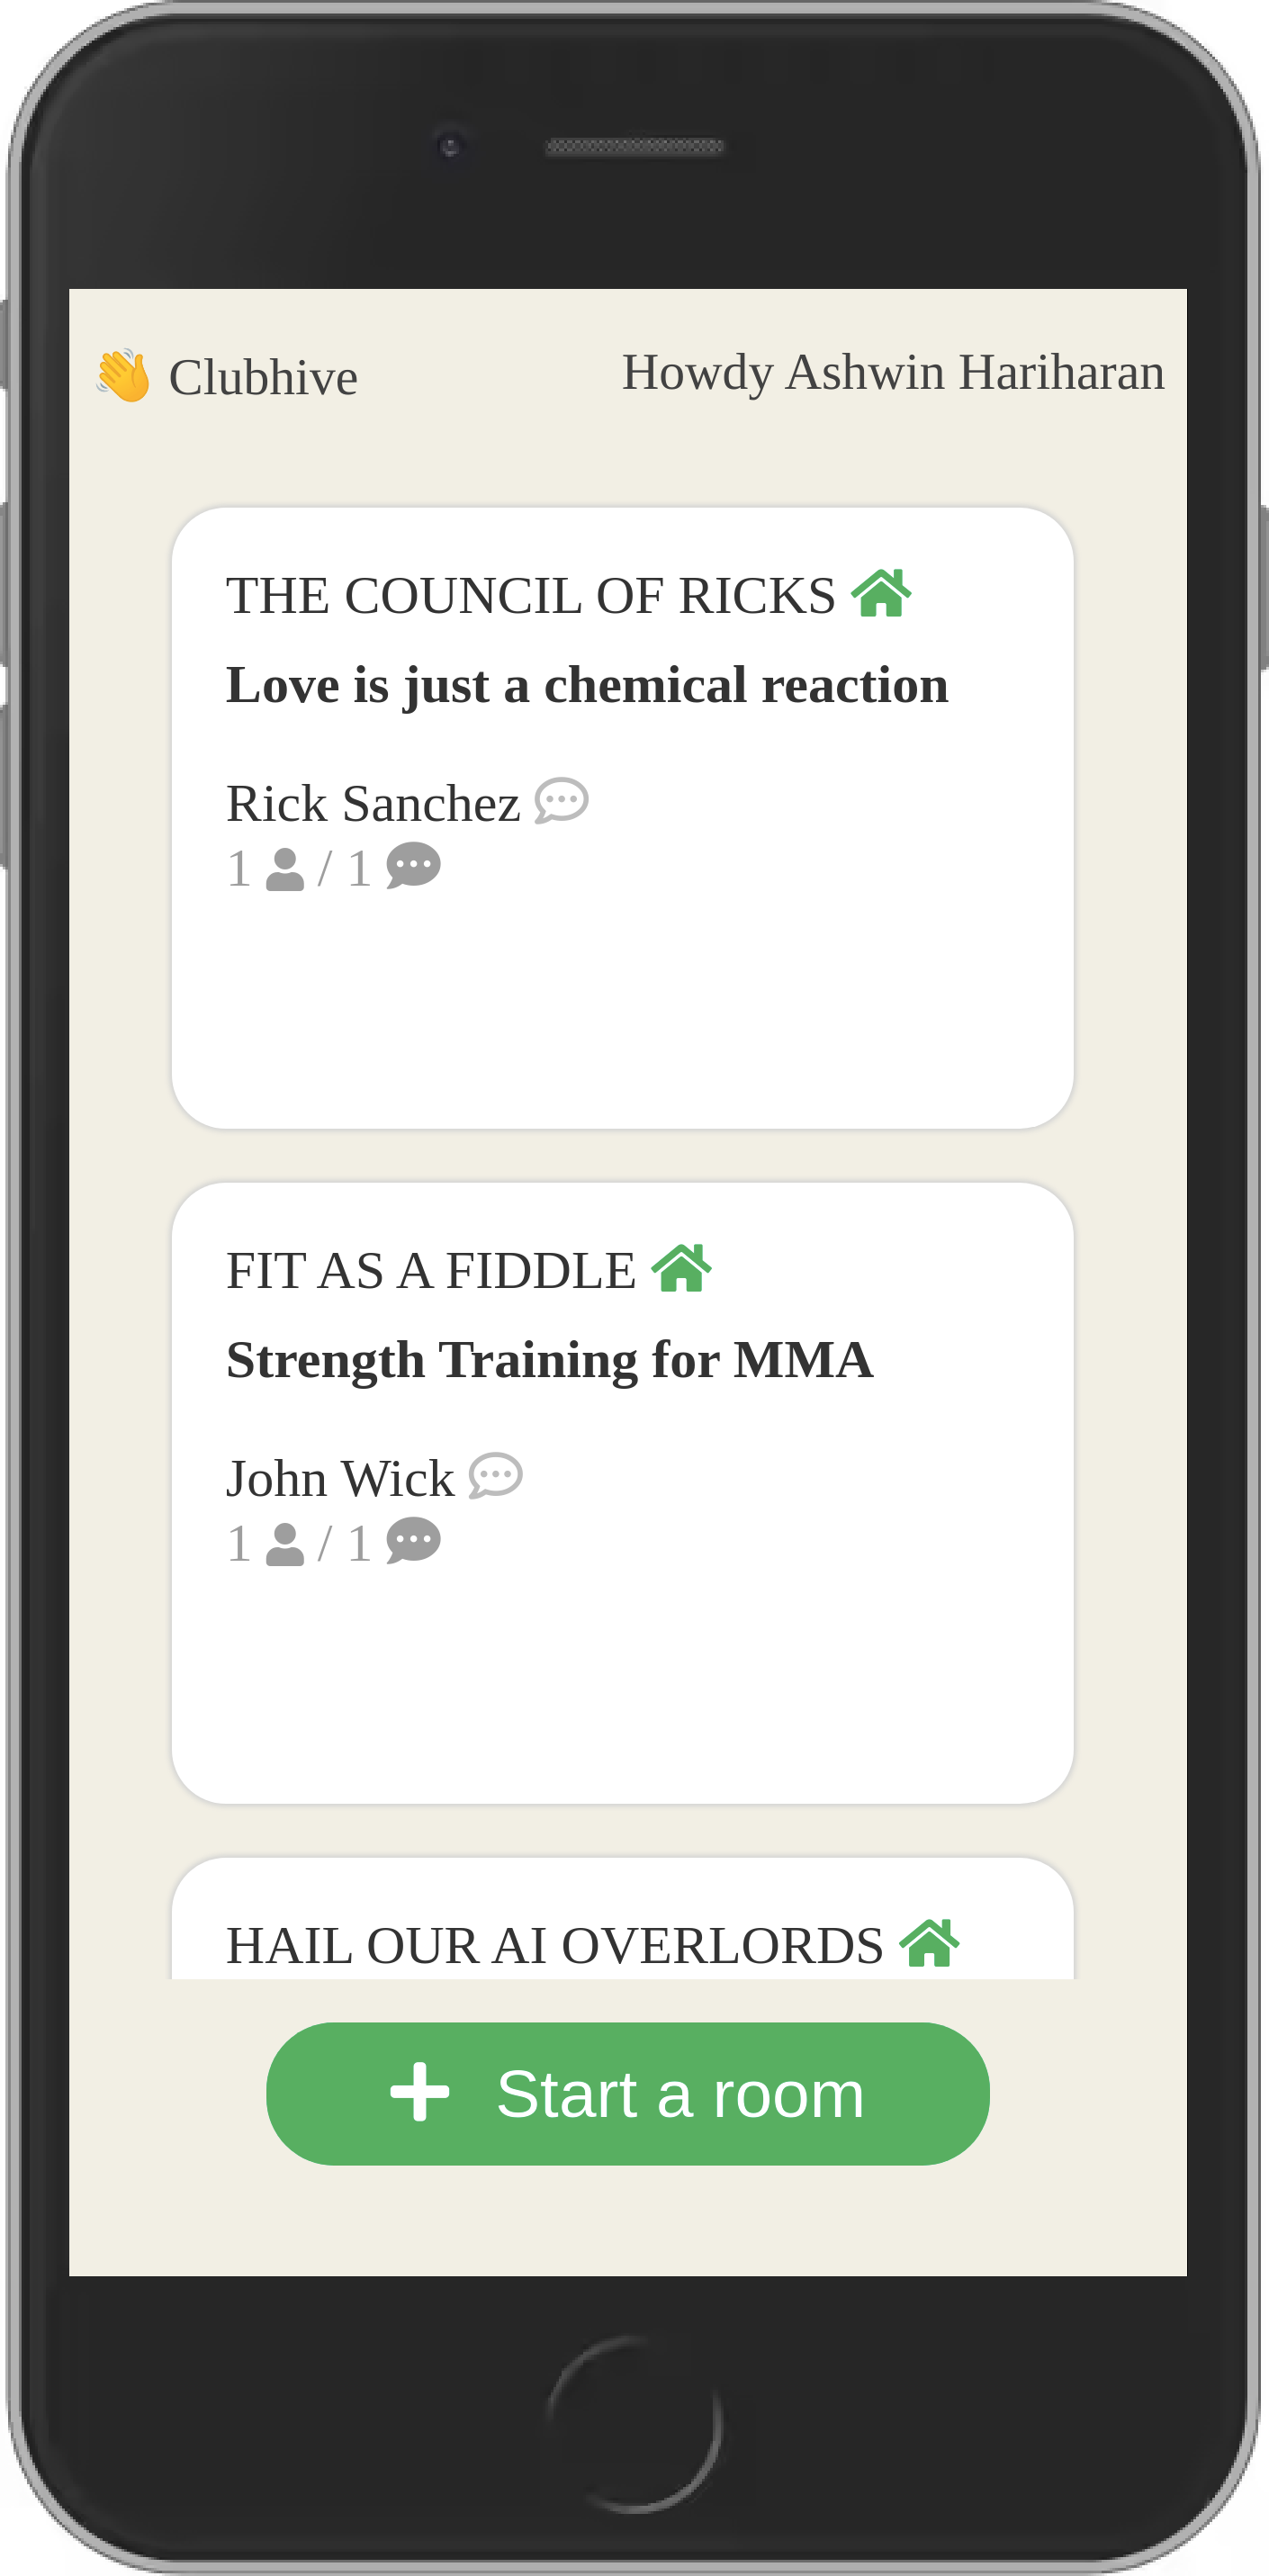 👋 Clubhive
Howdy Ashwin Hariharan
THE COUNCIL OF RICKS
Love is just a chemical reaction
Rick Sanchez
1 / 1
FIT AS A FIDDLE
Strength Training for MMA
John Wick
1 / 1
HAIL OUR AI OVERLORDS
Start a room